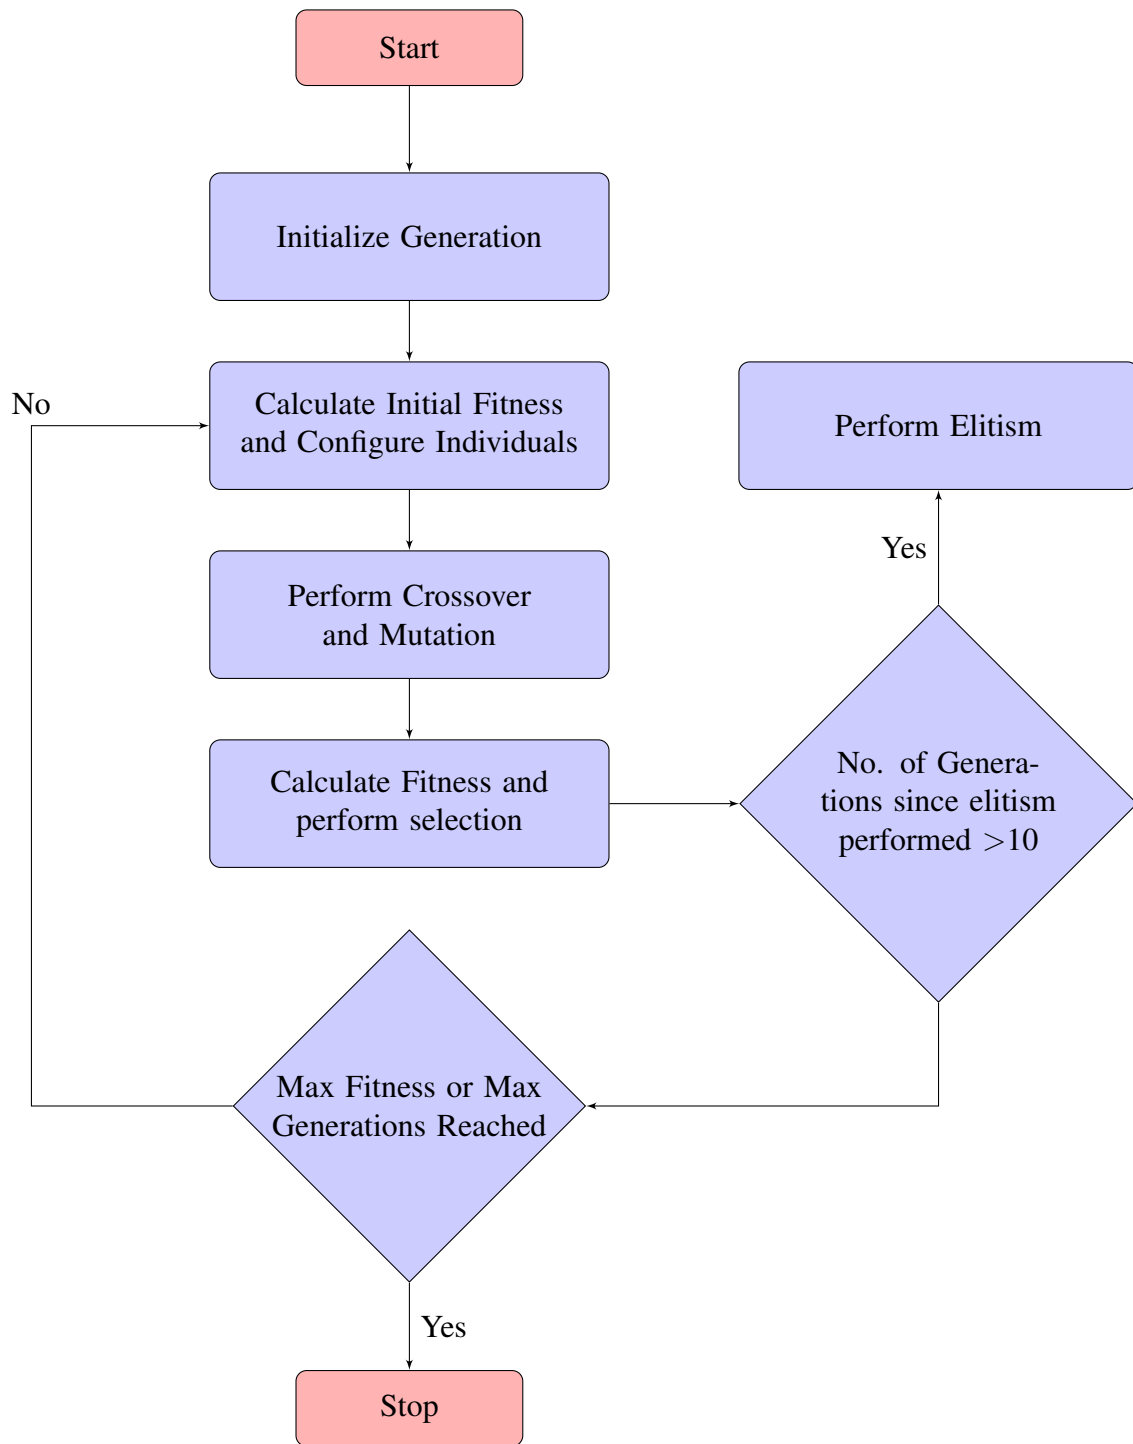 Start
Initialize Generation
Calculate Initial Fitness
and Configure Individuals
No
Perform Elitism
Yes
Perform Crossover
and Mutation
Calculate Fitness and
perform selection
No. of Genera-
tions since elitism
performed >10
Max Fitness or Max
Generations Reached
Yes
Stop